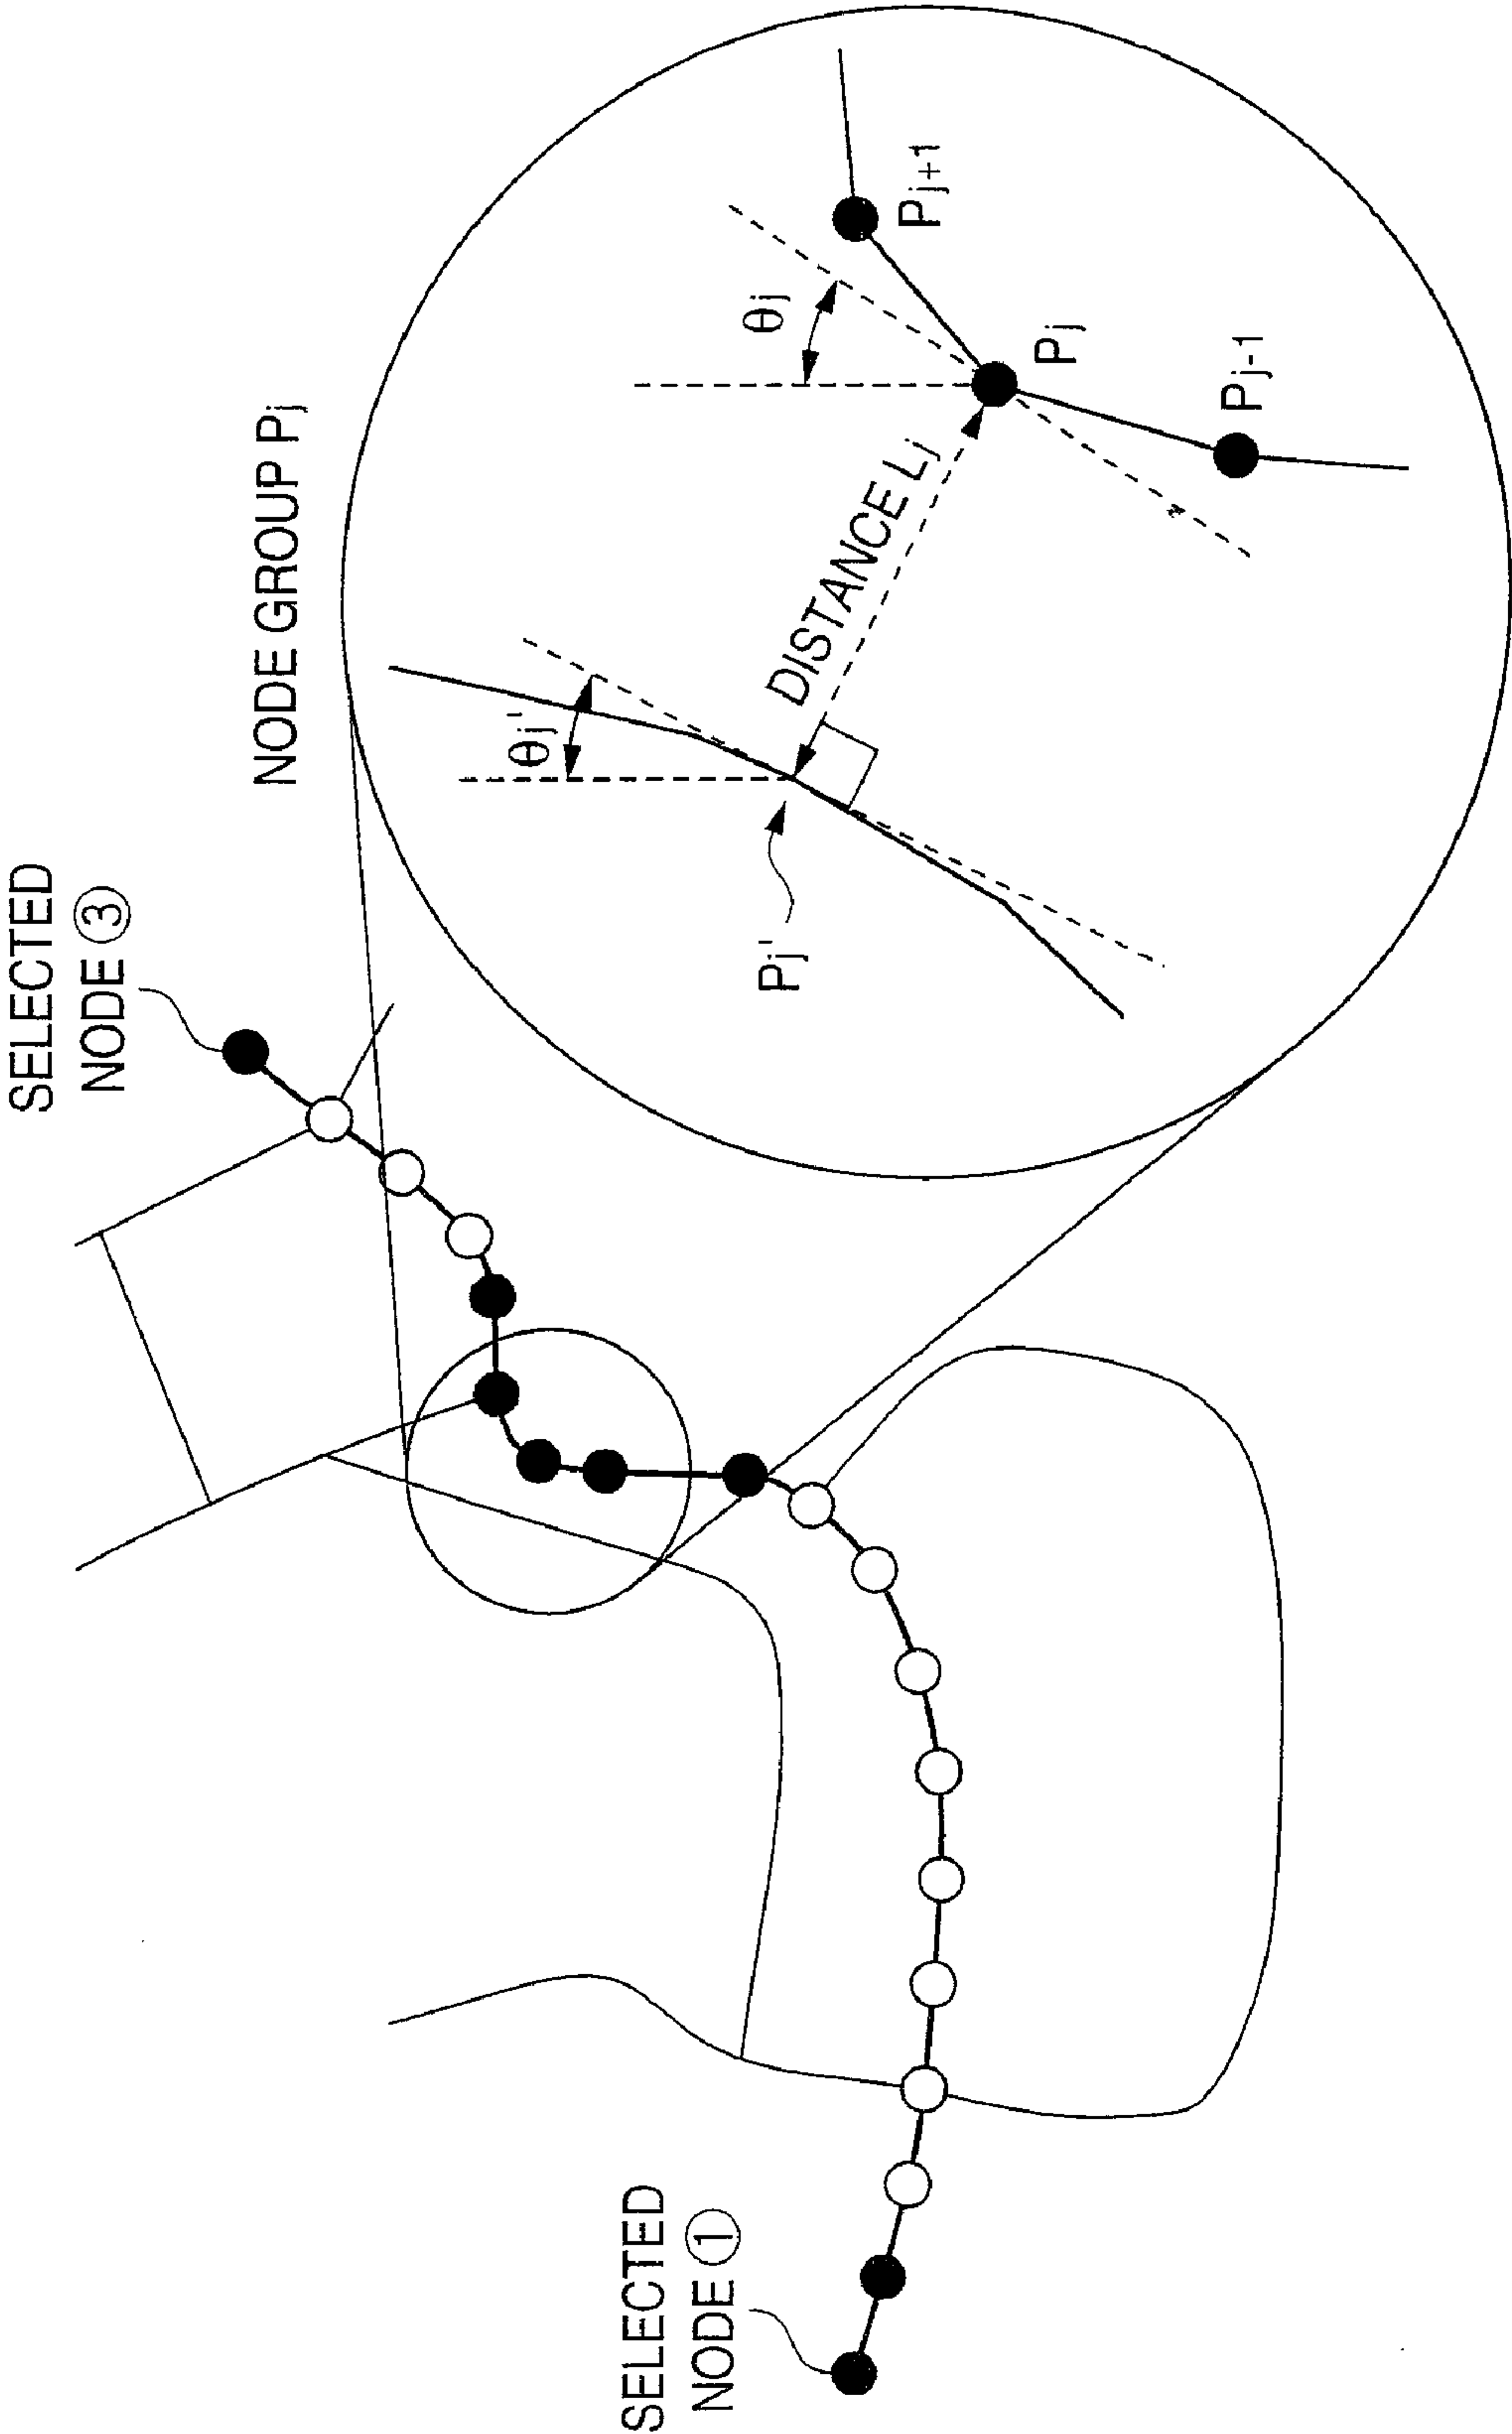 SELECTED
NODE ③
NODE GROUP Pj
θj'
θj
DISTANCE Lj
Pj'
Pj+1
Pj
Pj-1
SELECTED
NODE ①